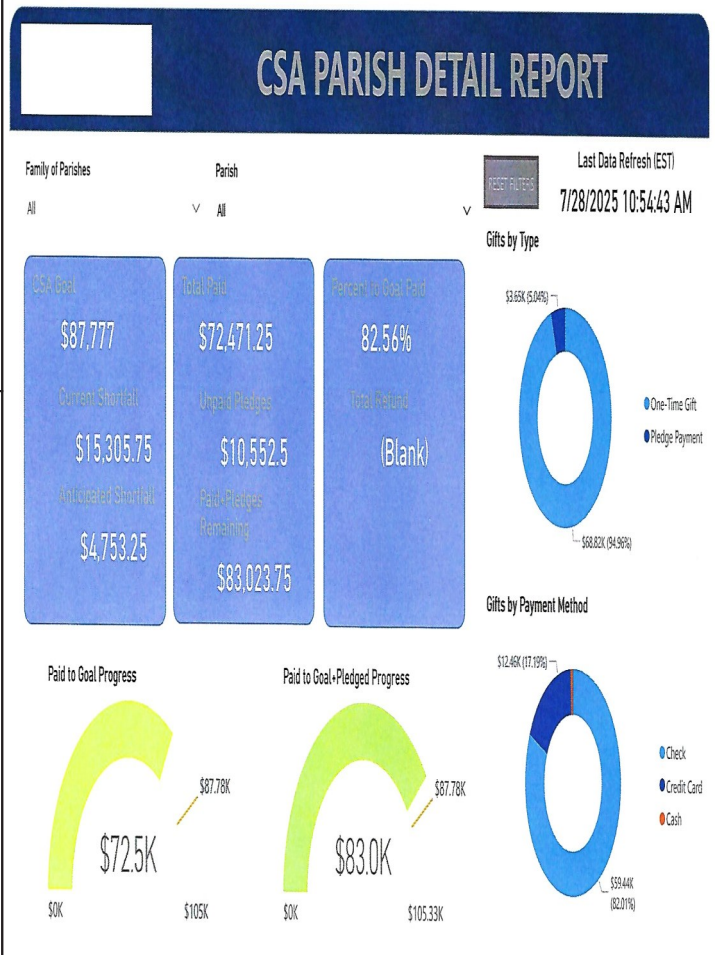 CSA PARISH DETAIL REPORT
Family of Parishes
All
Parish
All
RESET FILTERS
Last Data Refresh (EST)
7/28/2025 10:54:43 AM
CSA Goal
$87,777
Current Shortfall
$15,305.75
Anticipated Shortfall
$4,753.25
Total Paid
$72,471.25
Unpaid Pledges
$10,552.5
Paid+Pledges
Remaining
$83,023.75
Percent to Goal Paid
82.56%
Total Refund
(Blank)
Gifts by Type
$3.65K (5.04%)
One-Time Gift
Pledge Payment
$68.82K (94.96%)
Gifts by Payment Method
$12.46K (17.19%)
Check
Credit Card
Cash
$59.44K
(82.01%)
Paid to Goal Progress
$87.78K
$72.5K
$0K
$105K
Paid to Goal+Pledged Progress
$87.78K
$83.0K
$0K
$105.33K